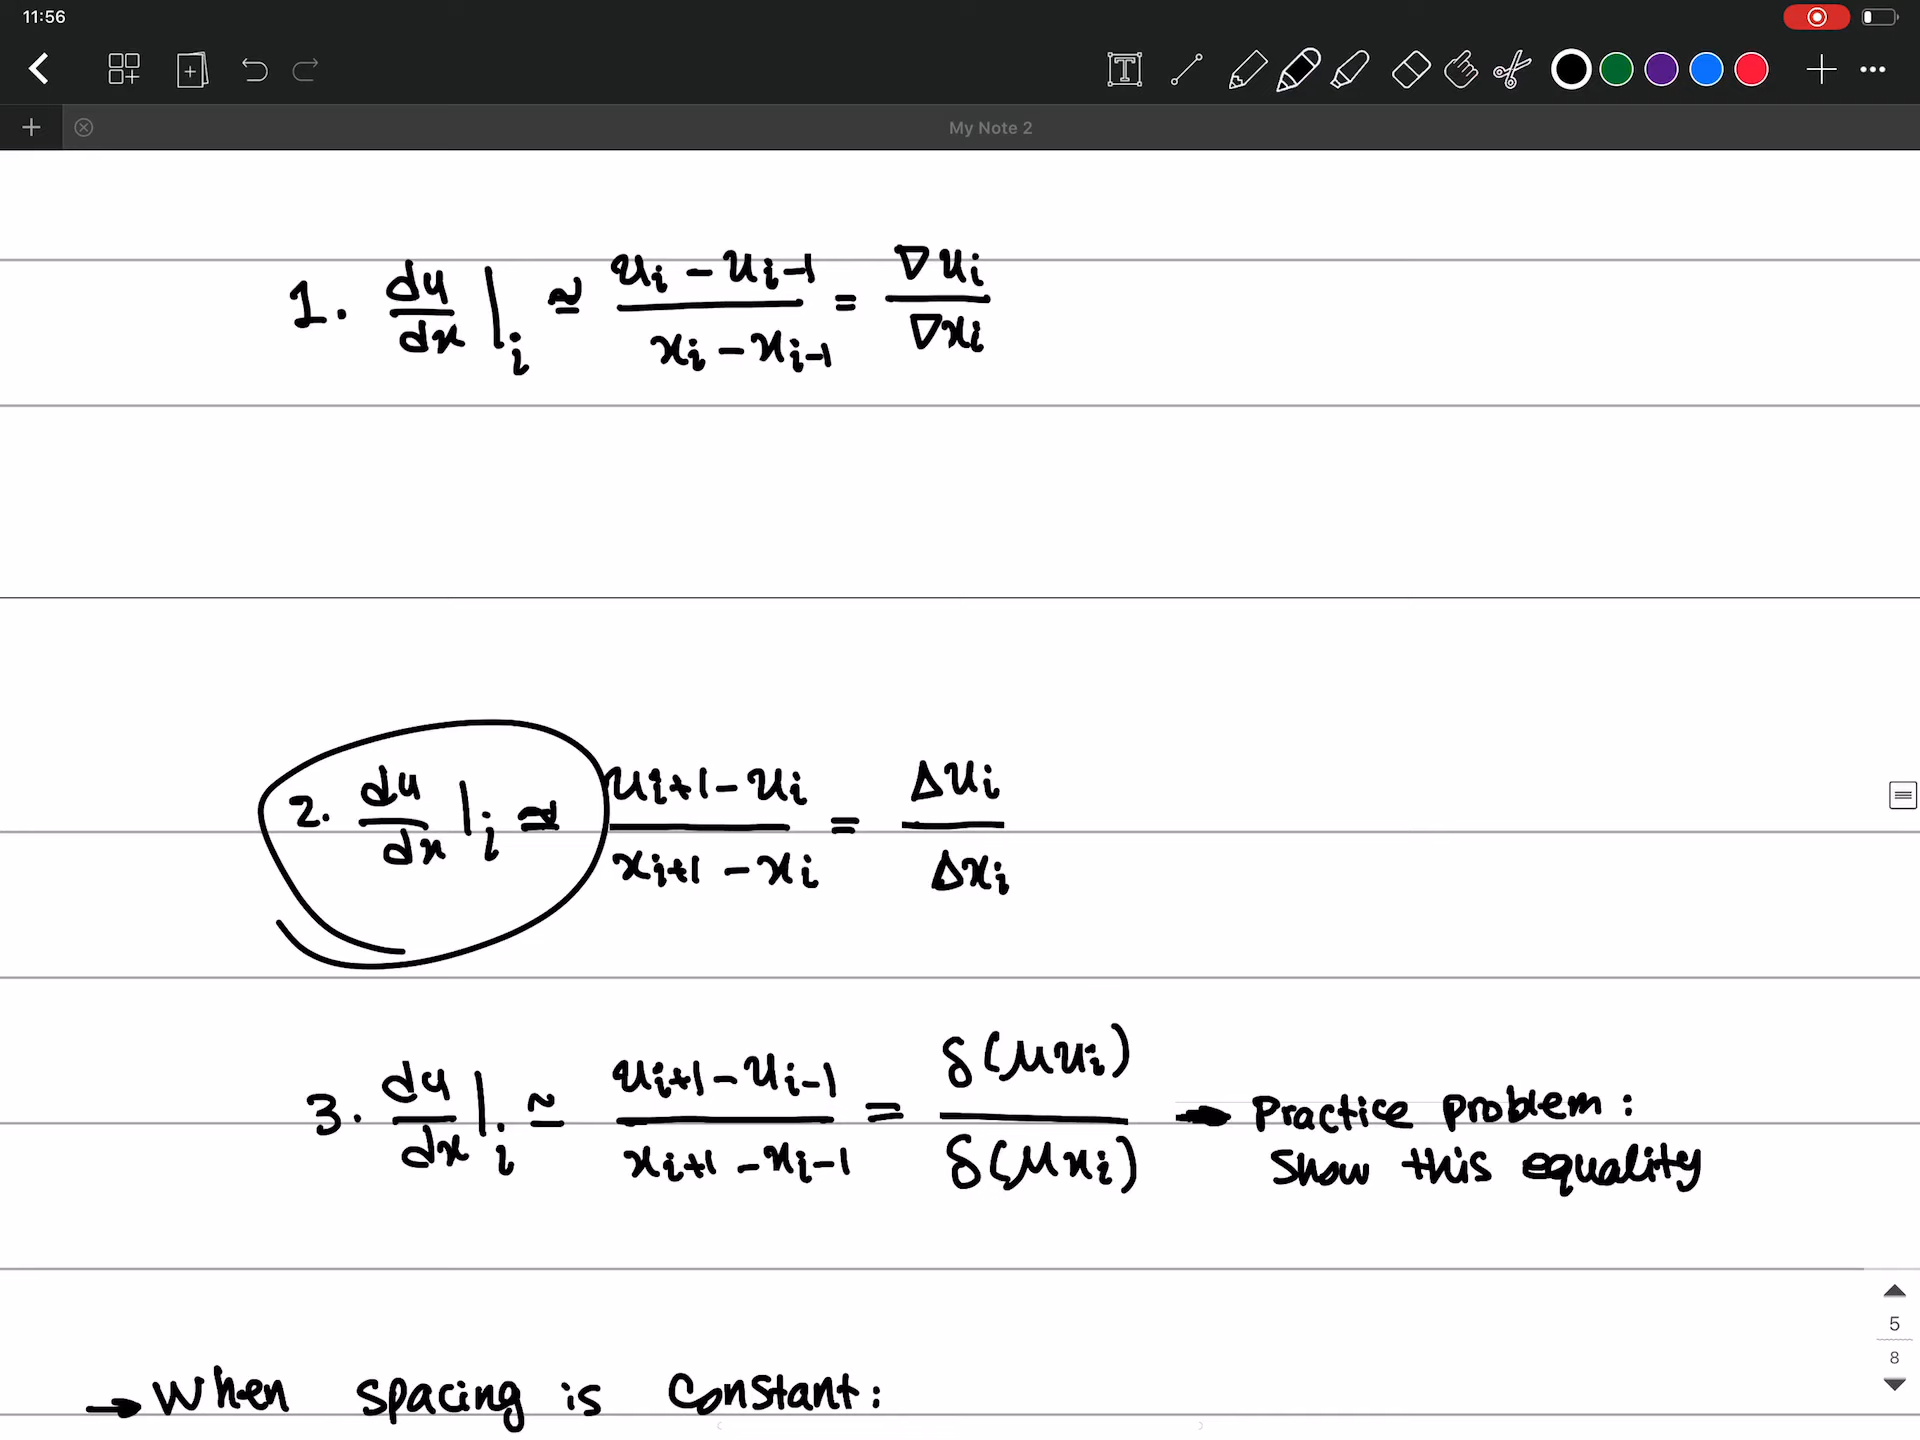 11:56
My Note 2
1. du/dx |i ≃ ui - ui-1 / xi - xi-1 = ∇ui / ∇xi
2. du/dx |i ≃ ui+1 - ui / xi+1 - xi = Δui / Δxi
3. du/dx |i ≃ ui+1 - ui-1 / xi+1 - xi-1 = δ(μui) / δ(μxi) → Practice problem:
Show this equality
5
8
→ When spacing is constant: